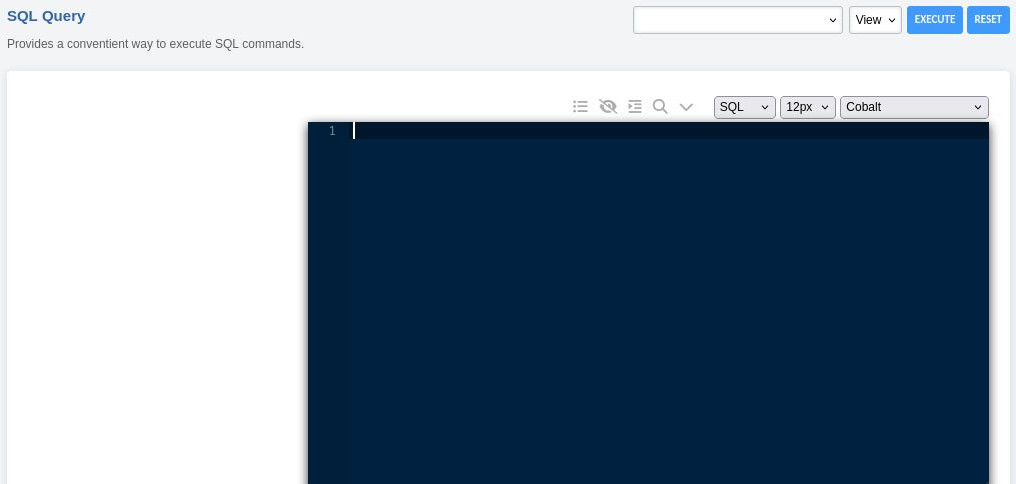 SQL Query
View
EXECUTE
RESET
Provides a conventient way to execute SQL commands.
SQL
12px
Cobalt
1